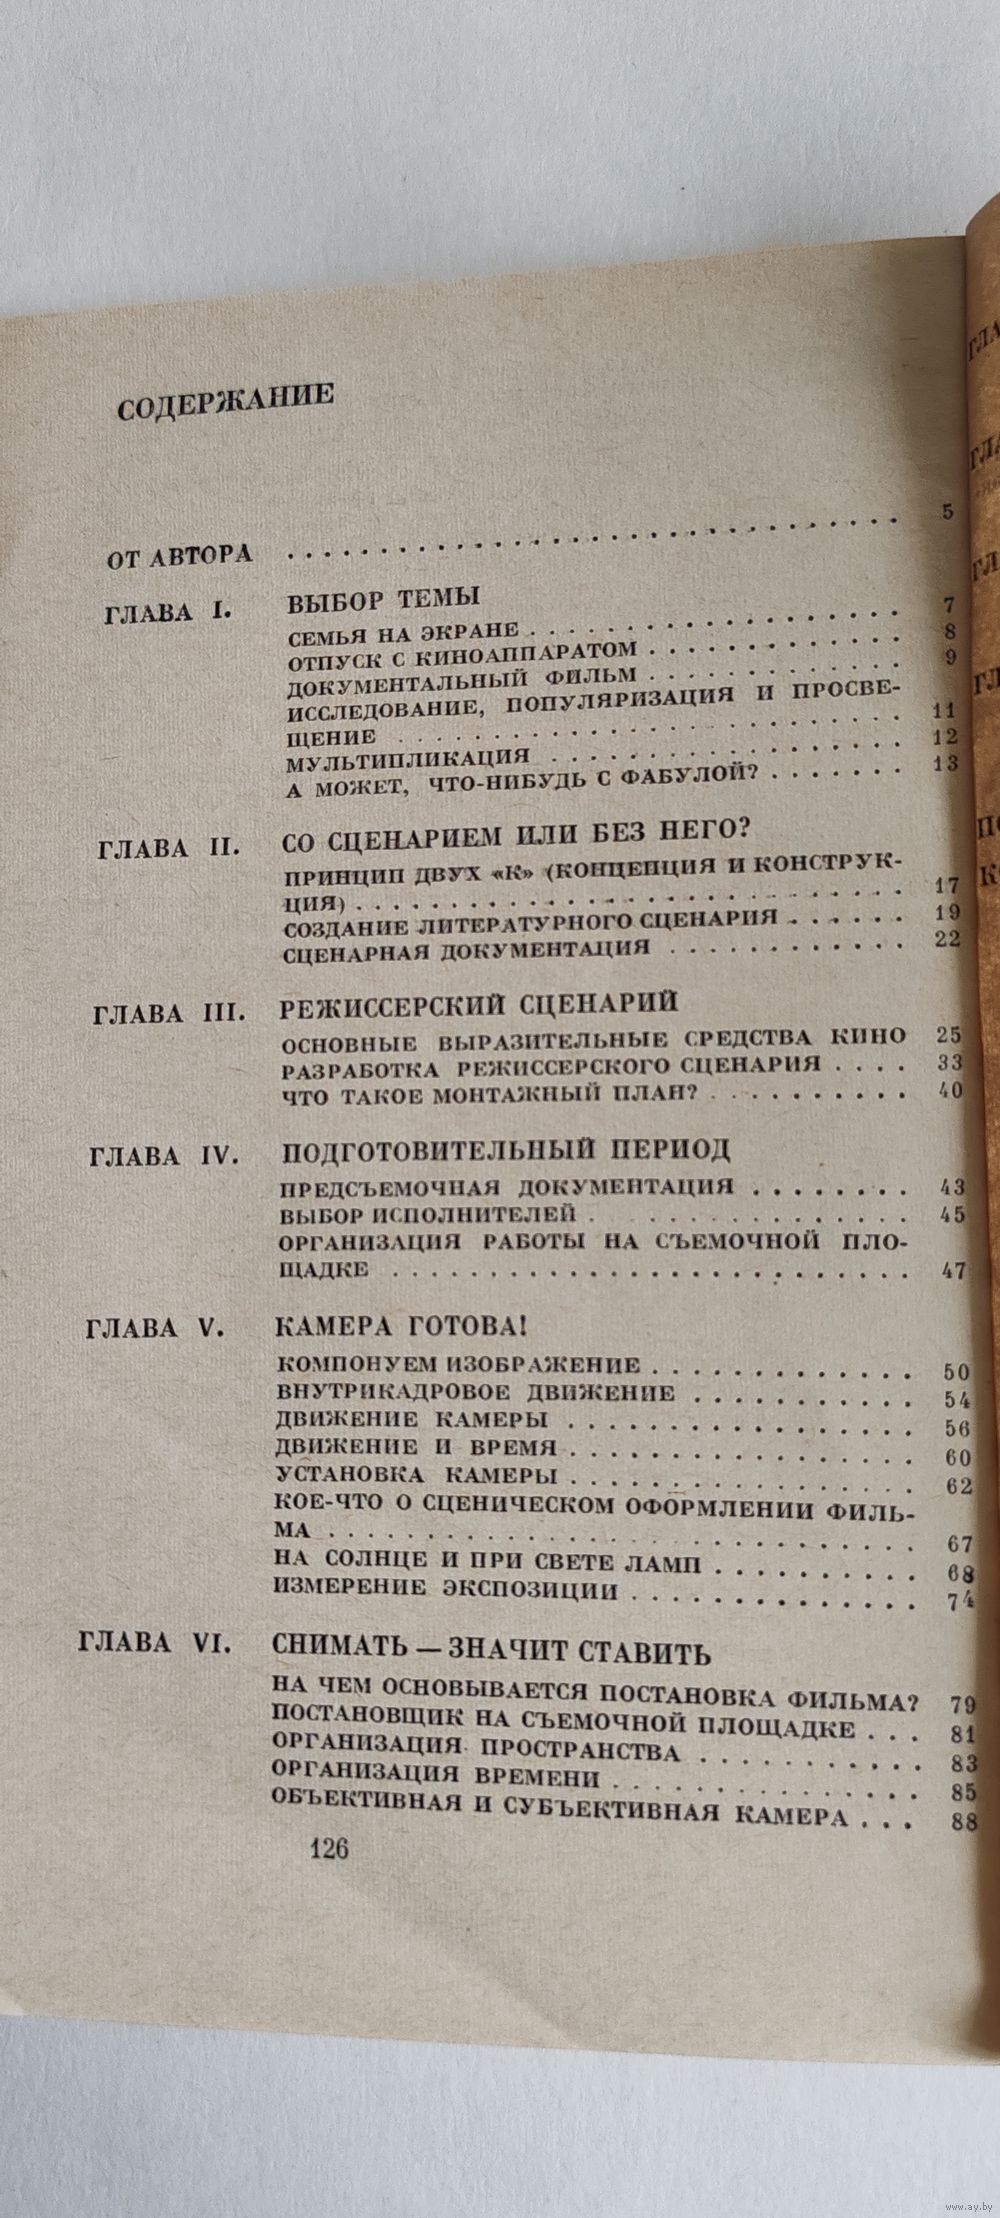 СОДЕРЖАНИЕ
ОТ АВТОРА . . . . . . . . . . . . . . . . . . . . . . . . . . . . . . . 5
ГЛАВА I. ВЫБОР ТЕМЫ
СЕМЬЯ НА ЭКРАНЕ . . . . . . . . . . . . . . . . . . . . 7
ОТПУСК С КИНОАППАРАТОМ . . . . . . . . . . . . . 8
ДОКУМЕНТАЛЬНЫЙ ФИЛЬМ . . . . . . . . . . . . . 9
ИССЛЕДОВАНИЕ, ПОПУЛЯРИЗАЦИЯ И ПРОСВЕ-
ЩЕНИЕ . . . . . . . . . . . . . . . . . . . . . . . . . . 11
МУЛЬТИПЛИКАЦИЯ . . . . . . . . . . . . . . . . . . 12
А МОЖЕТ, ЧТО-НИБУДЬ С ФАБУЛОЙ? . . . . . . . 13
ГЛАВА II. СО СЦЕНАРИЕМ ИЛИ БЕЗ НЕГО?
ПРИНЦИП ДВУХ «К» (КОНЦЕПЦИЯ И КОНСТРУК-
ЦИЯ) . . . . . . . . . . . . . . . . . . . . . . . . . . . . 17
СОЗДАНИЕ ЛИТЕРАТУРНОГО СЦЕНАРИЯ . . . . . . 19
СЦЕНАРНАЯ ДОКУМЕНТАЦИЯ . . . . . . . . . . . . 22
ГЛАВА III. РЕЖИССЕРСКИЙ СЦЕНАРИЙ
ОСНОВНЫЕ ВЫРАЗИТЕЛЬНЫЕ СРЕДСТВА КИНО 25
РАЗРАБОТКА РЕЖИССЕРСКОГО СЦЕНАРИЯ . . . . 33
ЧТО ТАКОЕ МОНТАЖНЫЙ ПЛАН? . . . . . . . . . . 40
ГЛАВА IV. ПОДГОТОВИТЕЛЬНЫЙ ПЕРИОД
ПРЕДСЪЕМОЧНАЯ ДОКУМЕНТАЦИЯ . . . . . . . . 43
ВЫБОР ИСПОЛНИТЕЛЕЙ . . . . . . . . . . . . . . . 45
ОРГАНИЗАЦИЯ РАБОТЫ НА СЪЕМОЧНОЙ ПЛО-
ЩАДКЕ . . . . . . . . . . . . . . . . . . . . . . . . . . . 47
ГЛАВА V. КАМЕРА ГОТОВА!
КОМПОНУЕМ ИЗОБРАЖЕНИЕ . . . . . . . . . . . . . 50
ВНУТРИКАДРОВОЕ ДВИЖЕНИЕ . . . . . . . . . . . 54
ДВИЖЕНИЕ КАМЕРЫ . . . . . . . . . . . . . . . . . 56
ДВИЖЕНИЕ И ВРЕМЯ . . . . . . . . . . . . . . . . . 60
УСТАНОВКА КАМЕРЫ . . . . . . . . . . . . . . . . . 62
КОЕ-ЧТО О СЦЕНИЧЕСКОМ ОФОРМЛЕНИИ ФИЛЬ-
МА . . . . . . . . . . . . . . . . . . . . . . . . . . . . . . 67
НА СОЛНЦЕ И ПРИ СВЕТЕ ЛАМП . . . . . . . . . . 68
ИЗМЕРЕНИЕ ЭКСПОЗИЦИИ . . . . . . . . . . . . . . 74
ГЛАВА VI. СНИМАТЬ — ЗНАЧИТ СТАВИТЬ
НА ЧЕМ ОСНОВЫВАЕТСЯ ПОСТАНОВКА ФИЛЬМА? 79
ПОСТАНОВЩИК НА СЪЕМОЧНОЙ ПЛОЩАДКЕ . . . 81
ОРГАНИЗАЦИЯ ПРОСТРАНСТВА . . . . . . . . . . . 83
ОРГАНИЗАЦИЯ ВРЕМЕНИ . . . . . . . . . . . . . . . 85
ОБЪЕКТИВНАЯ И СУБЪЕКТИВНАЯ КАМЕРА . . . 88
126
www.ay.by